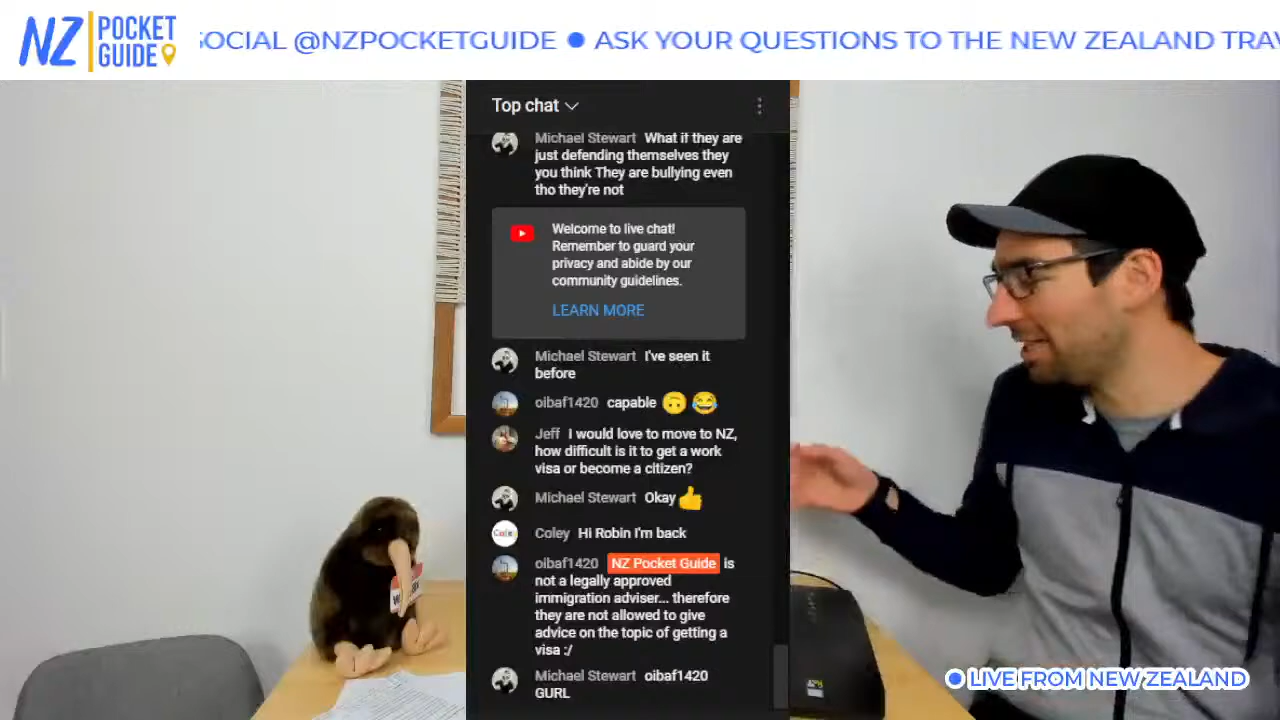 NZ POCKET GUIDE
SOCIAL @NZPOCKETGUIDE ● ASK YOUR QUESTIONS TO THE NEW ZEALAND
Top chat
Michael Stewart What if they are
just defending themselves they
you think They are bullying even
tho they're not
Welcome to live chat!
Remember to guard your
privacy and abide by our
community guidelines.
LEARN MORE
Michael Stewart I've seen it
before
oibaf1420 capable 🙃 😂
Jeff I would love to move to NZ,
how difficult is it to get a work
visa or become a citizen?
Michael Stewart Okay 👍
Coley Hi Robin I'm back
oibaf1420 NZ Pocket Guide is
not a legally approved
immigration adviser... therefore
they are not allowed to give
advice on the topic of getting a
visa :/
Michael Stewart oibaf1420
GURL
● LIVE FROM NEW ZEALAND